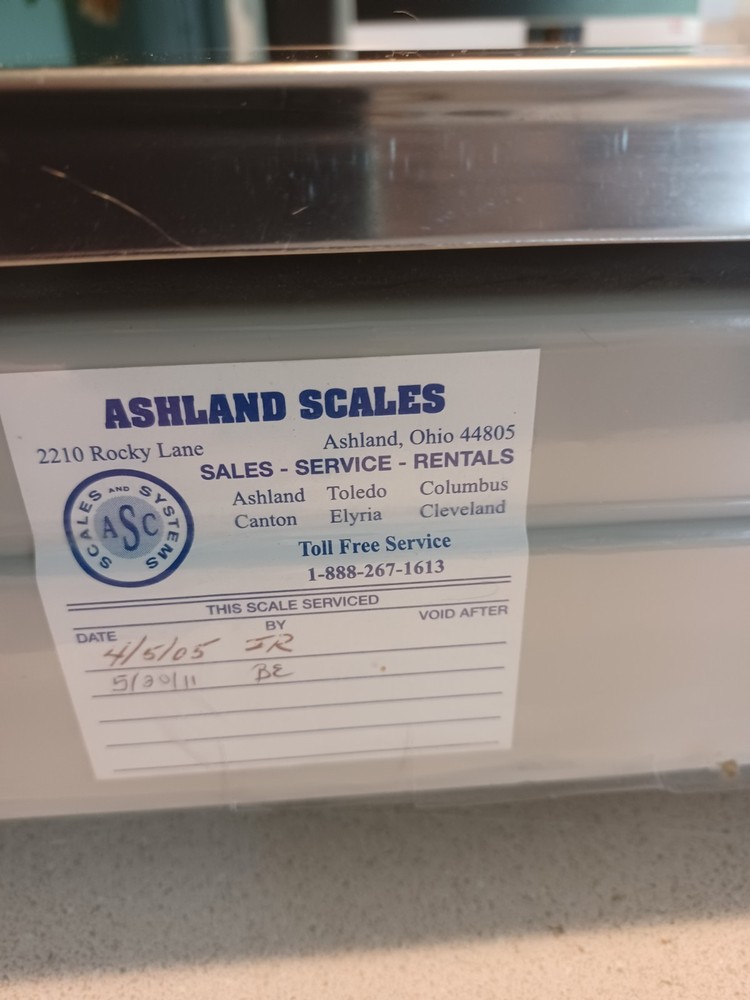 ASHLAND SCALES
2210 Rocky Lane Ashland, Ohio 44805
SALES - SERVICE - RENTALS
SCALES AND SYSTEMS
ASC
Ashland Toledo Columbus
Canton Elyria Cleveland
Toll Free Service
1-888-267-1613
THIS SCALE SERVICED
DATE BY VOID AFTER
4/5/05 JR
5/20/11 BE